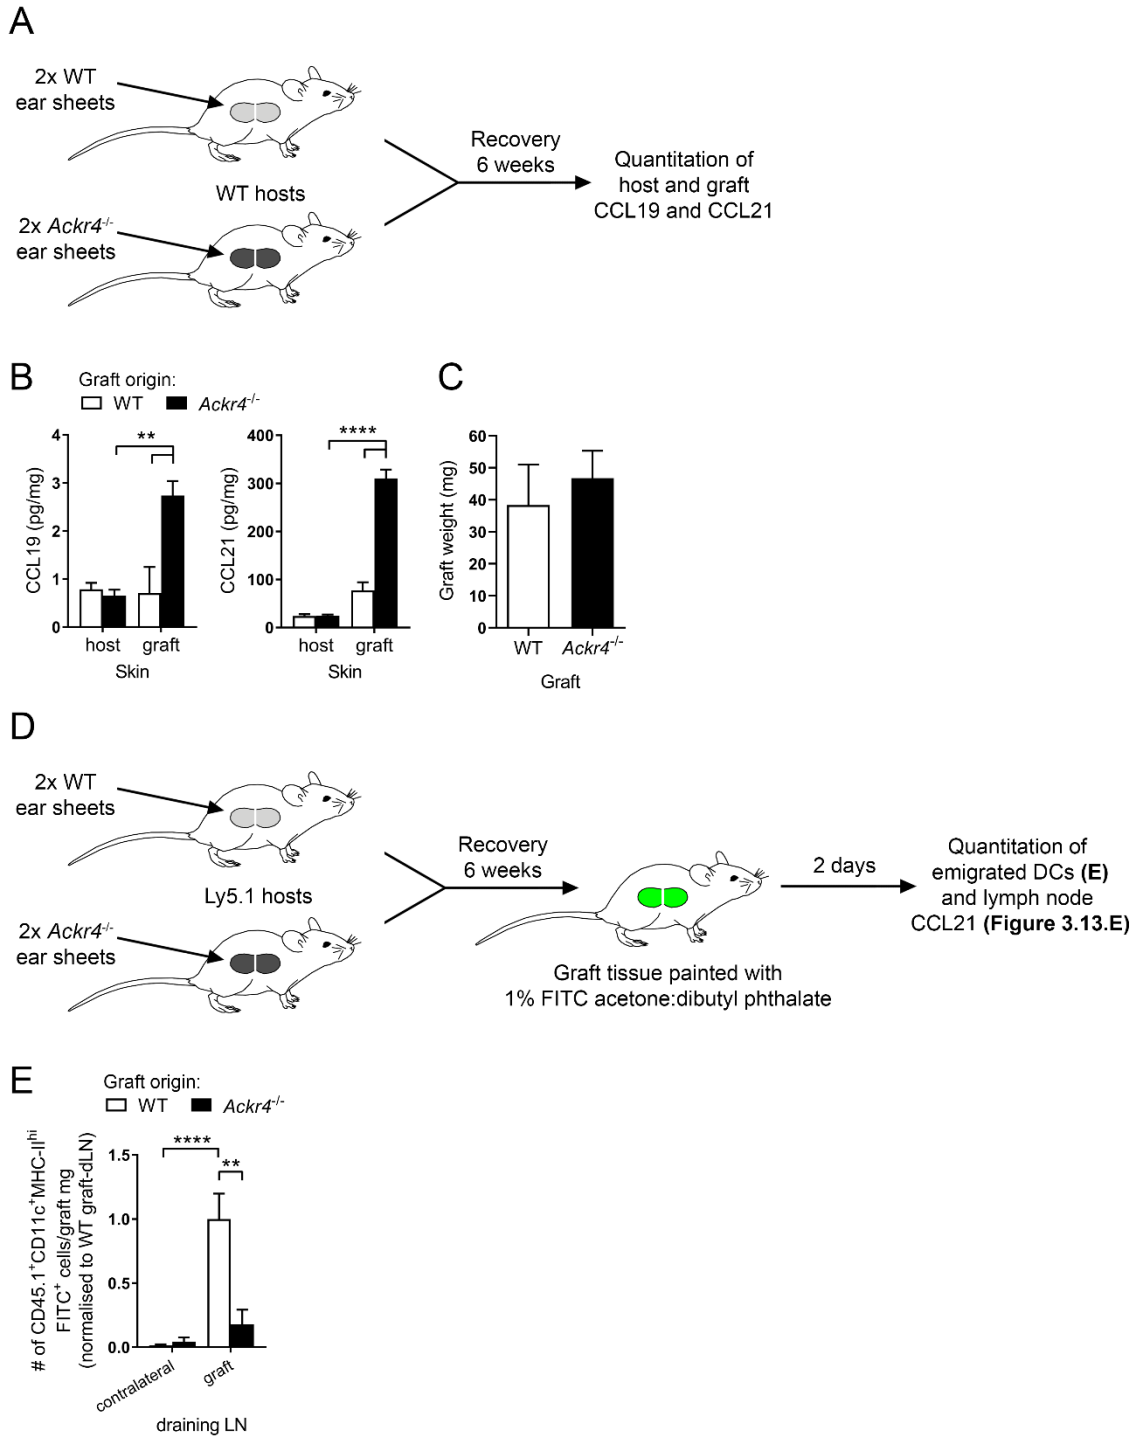 A
2x WT
ear sheets
WT hosts
2x Ackr4-/-
ear sheets
Recovery
6 weeks
Quantitation of
host and graft
CCL19 and CCL21
B
Graft origin:
WT Ackr4-/-
CCL19 (pg/mg)
4
3
2
1
0
**
host graft
Skin
CCL21 (pg/mg)
400
300
200
100
0
****
host graft
Skin
C
Graft weight (mg)
60
50
40
30
20
10
0
WT Ackr4-/-
Graft
D
2x WT
ear sheets
Ly5.1 hosts
2x Ackr4-/-
ear sheets
Recovery
6 weeks
Graft tissue painted with
1% FITC acetone:dibutyl phthalate
2 days
Quantitation of
emigrated DCs (E)
and lymph node
CCL21 (Figure 3.13.E)
E
Graft origin:
WT Ackr4-/-
# of CD45.1+CD11c+MHC-IIhi
FITC+ cells/graft mg
(normalised to WT graft-dLN)
1.5
1.0
0.5
0.0
****
**
contralateral graft
draining LN